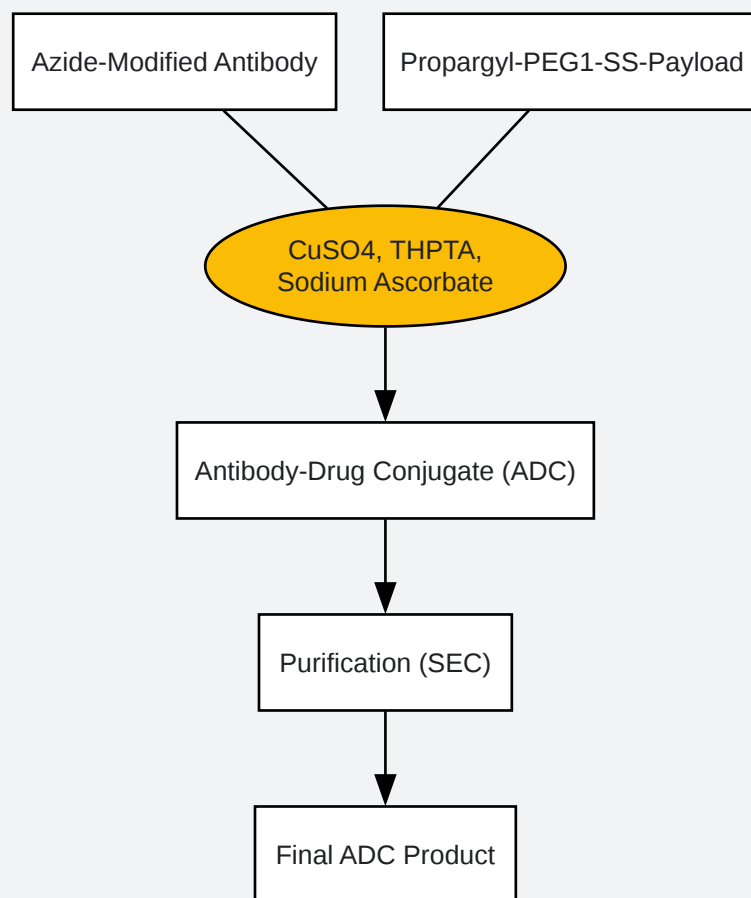 Azide-Modified Antibody
Propargyl-PEG1-SS-Payload
CuSO4, THPTA,
Sodium Ascorbate
Antibody-Drug Conjugate (ADC)
Purification (SEC)
Final ADC Product